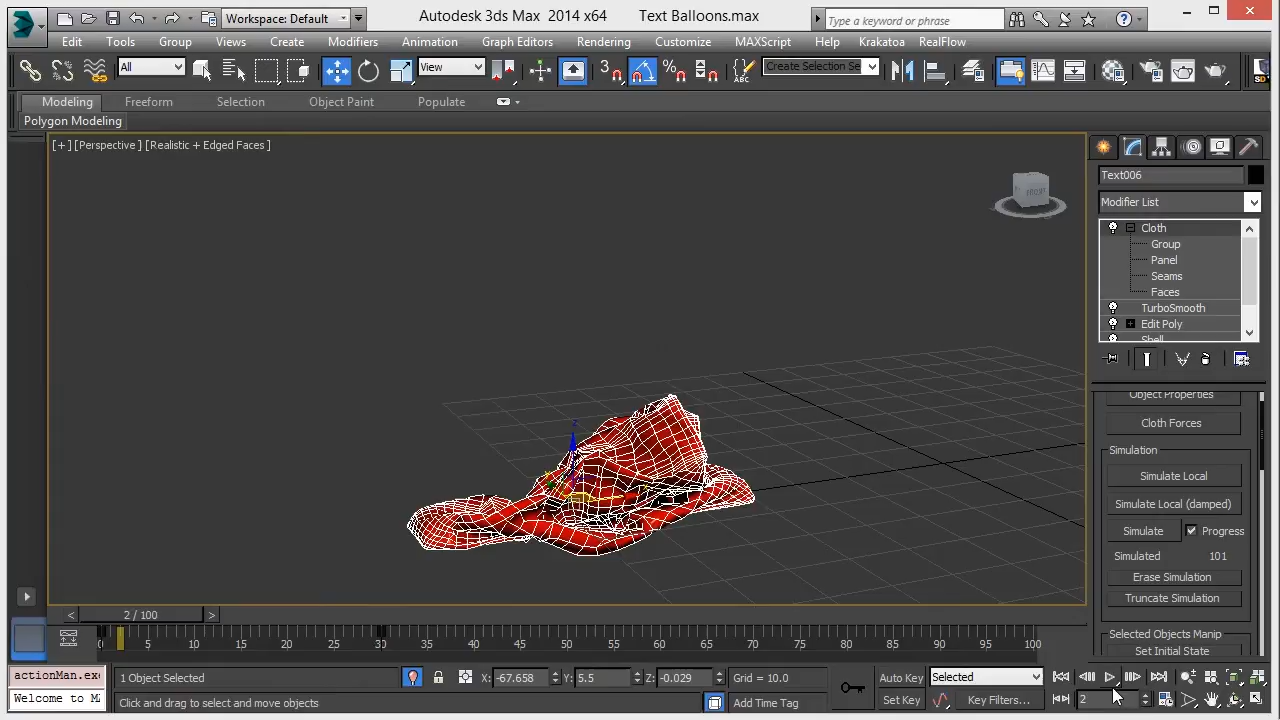 Workspace: Default
Autodesk 3ds Max 2014 x64
Text Balloons.max
Type a keyword or phrase
Edit
Tools
Group
Views
Create
Modifiers
Animation
Graph Editors
Rendering
Customize
MAXScript
Help
Krakatoa
RealFlow
All
View
3
Create Selection Se
Modeling
Freeform
Selection
Object Paint
Populate
Polygon Modeling
[+] [Perspective] [Realistic + Edged Faces]
FRONT
Text006
Modifier List
Cloth
Group
Panel
Seams
Faces
TurboSmooth
Edit Poly
Shell
Object Properties
Cloth Forces
Simulation
Simulate Local
Simulate Local (damped)
Simulate
Progress
Simulated 101
Erase Simulation
Truncate Simulation
Selected Objects Manip
Set Initial State
z
< 2 / 100 >
0 5 10 15 20 25 30 35 40 45 50 55 60 65 70 75 80 85 90 95 100
actionMan.exe
1 Object Selected
X: -67.658
Y: 5.5
Z: -0.029
Grid = 10.0
Auto Key
Selected
Welcome to MA
Click and drag to select and move objects
Add Time Tag
Set Key
Key Filters...
2